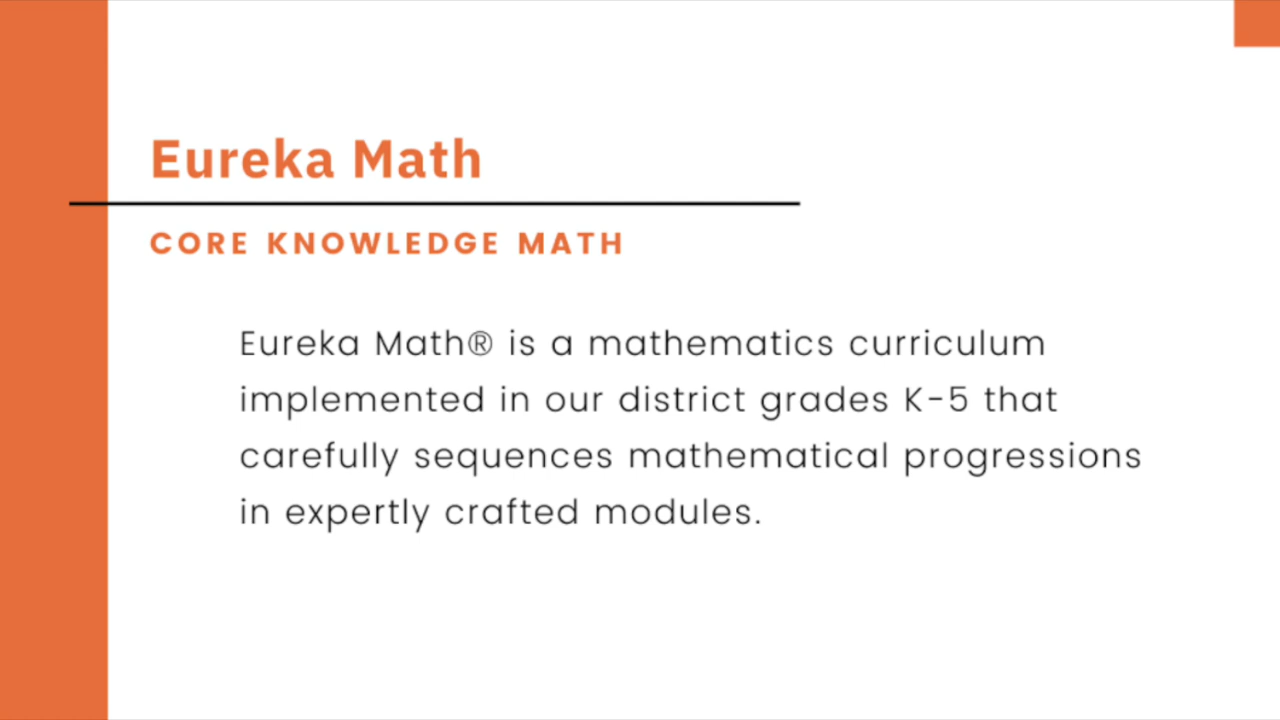 Eureka Math
CORE KNOWLEDGE MATH
Eureka Math® is a mathematics curriculum
implemented in our district grades K-5 that
carefully sequences mathematical progressions
in expertly crafted modules.